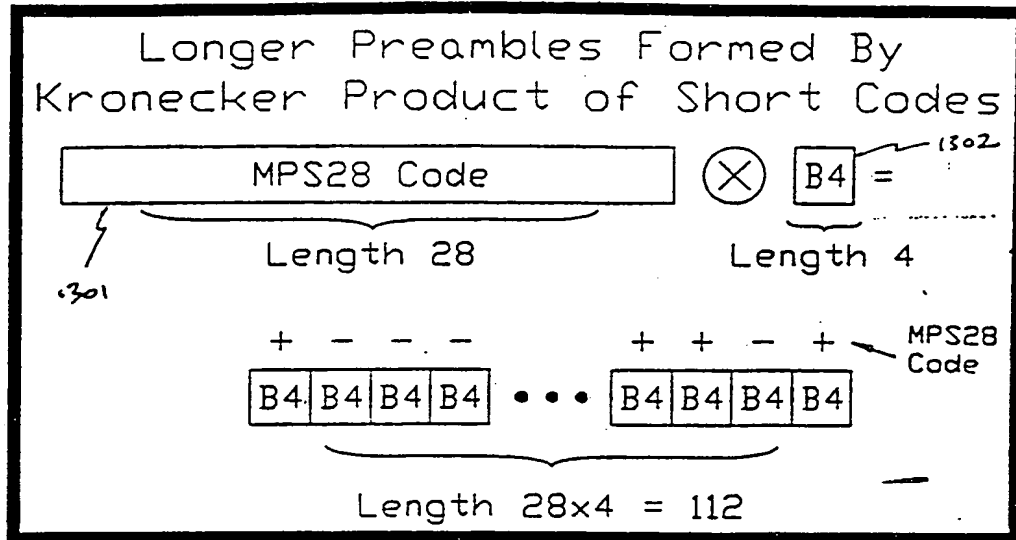 Longer Preambles Formed By
Kronecker Product of Short Codes
1302
MPS28 Code ⊗ B4 =
Length 28 Length 4
1301
+ - - - + + - + MPS28
Code
B4 B4 B4 B4 ••• B4 B4 B4 B4
Length 28x4 = 112